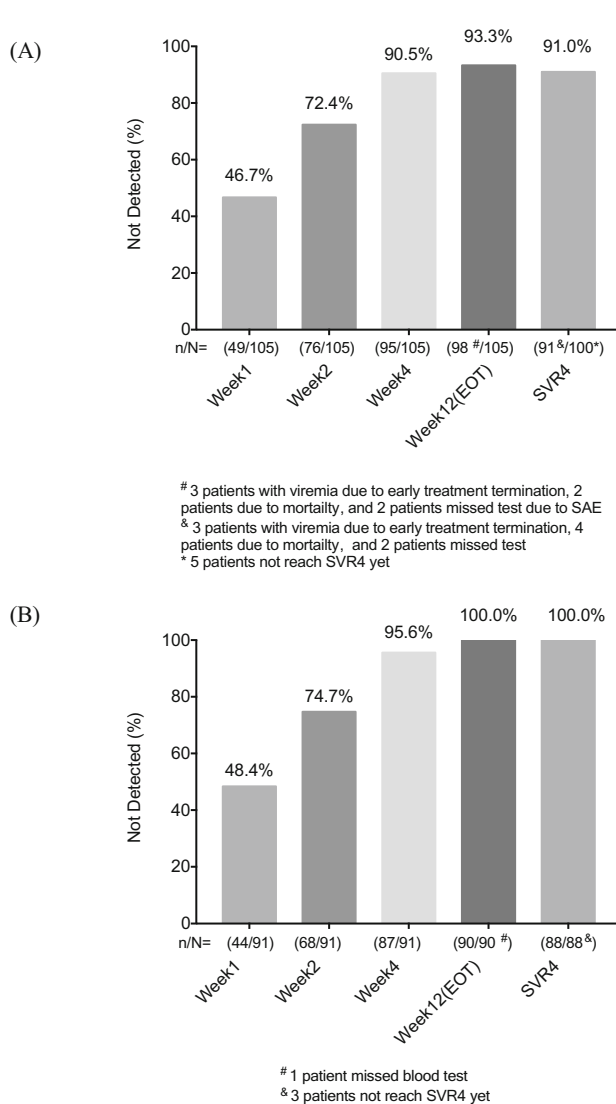 (A)
Not Detected (%)
100
80
60
40
20
0
46.7%
72.4%
90.5%
93.3%
91.0%
n/N= (49/105) (76/105) (95/105) (98 #/105) (91 &/100*)
Week1 Week2 Week4 Week12(EOT) SVR4
# 3 patients with viremia due to early treatment termination, 2
patients due to mortailty, and 2 patients missed test due to SAE
& 3 patients with viremia due to early treatment termination, 4
patients due to mortailty, and 2 patients missed test
* 5 patients not reach SVR4 yet
(B)
Not Detected (%)
100
80
60
40
20
0
48.4%
74.7%
95.6%
100.0%
100.0%
n/N= (44/91) (68/91) (87/91) (90/90 #) (88/88 &)
Week1 Week2 Week4 Week12(EOT) SVR4
# 1 patient missed blood test
& 3 patients not reach SVR4 yet